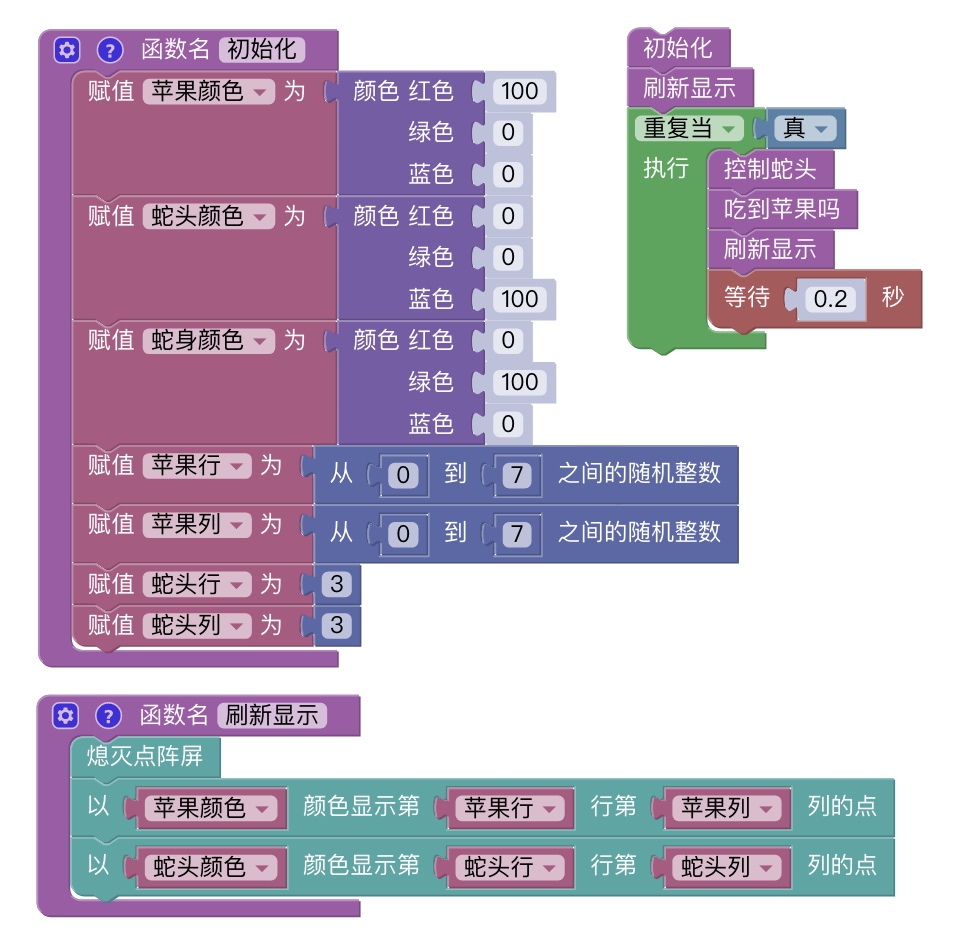 ? 函数名 初始化
赋值 苹果颜色 为 颜色 红色 100
绿色 0
蓝色 0
赋值 蛇头颜色 为 颜色 红色 0
绿色 0
蓝色 100
赋值 蛇身颜色 为 颜色 红色 0
绿色 100
蓝色 0
赋值 苹果行 为 从 0 到 7 之间的随机整数
赋值 苹果列 为 从 0 到 7 之间的随机整数
赋值 蛇头行 为 3
赋值 蛇头列 为 3
初始化
刷新显示
重复当 真
执行 控制蛇头
吃到苹果吗
刷新显示
等待 0.2 秒
? 函数名 刷新显示
熄灭点阵屏
以 苹果颜色 颜色显示第 苹果行 行第 苹果列 列的点
以 蛇头颜色 颜色显示第 蛇头行 行第 蛇头列 列的点